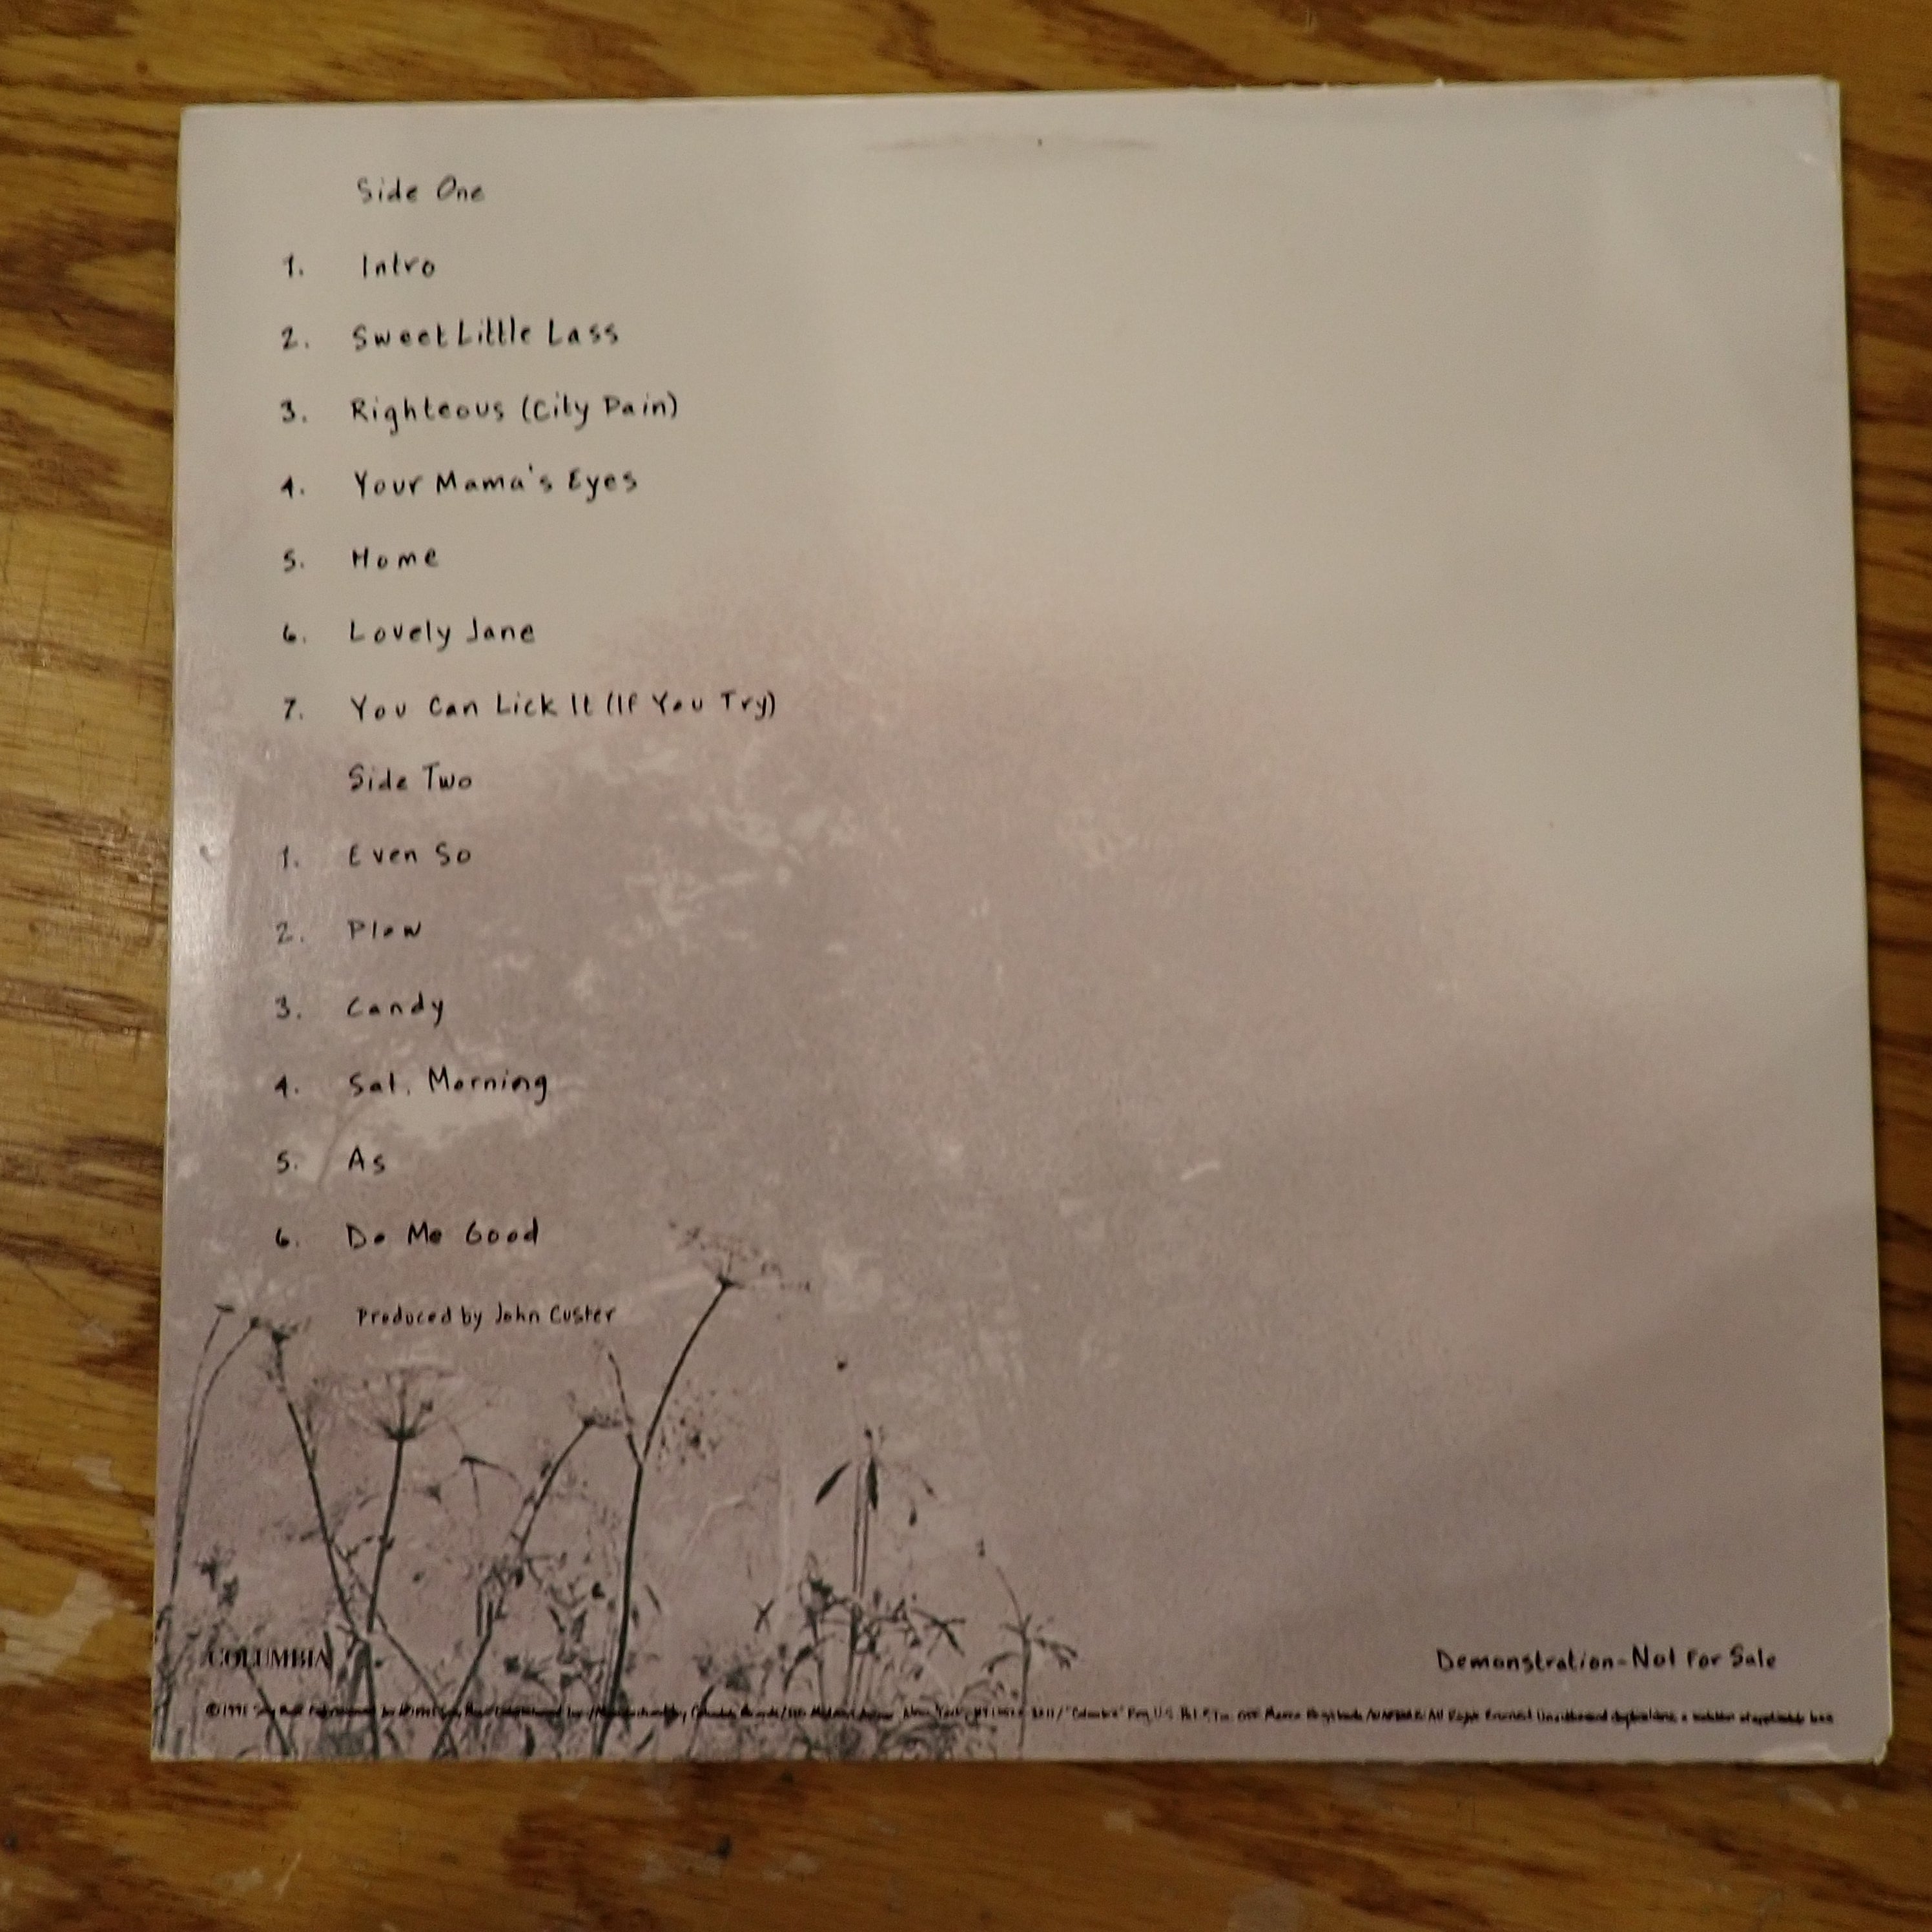 Side One
1. Intro
2. Sweet Little Lass
3. Righteous (City Pain)
4. Your Mama's Eyes
5. Home
6. Lovely Jane
7. You Can Lick It (If You Try)
Side Two
1. Even So
2. Plow
3. Candy
4. Sat. Morning
5. As
6. Do Me Good
Produced by John Custer
COLUMBIA
Demonstration-Not For Sale